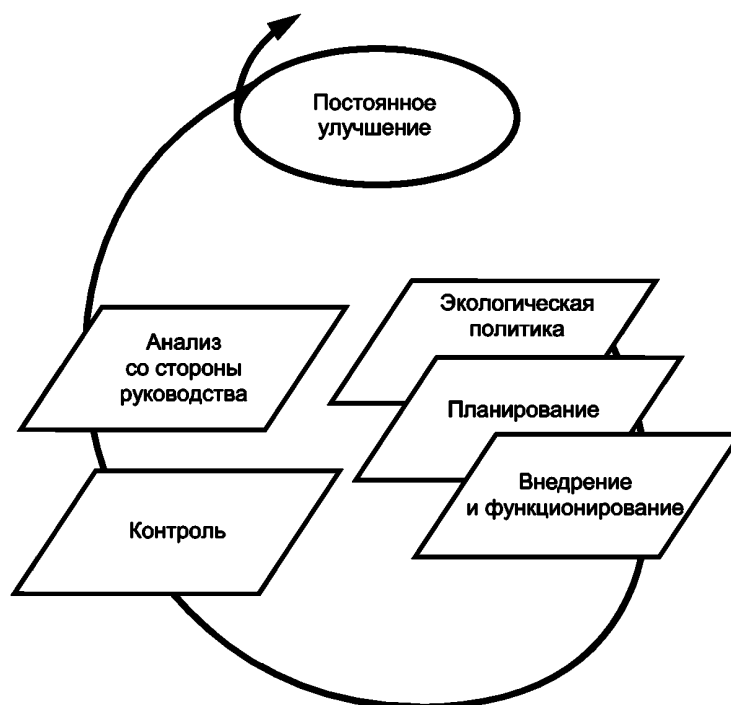 Постоянное
улучшение
Экологическая
политика
Планирование
Внедрение
и функционирование
Контроль
Анализ
со стороны
руководства